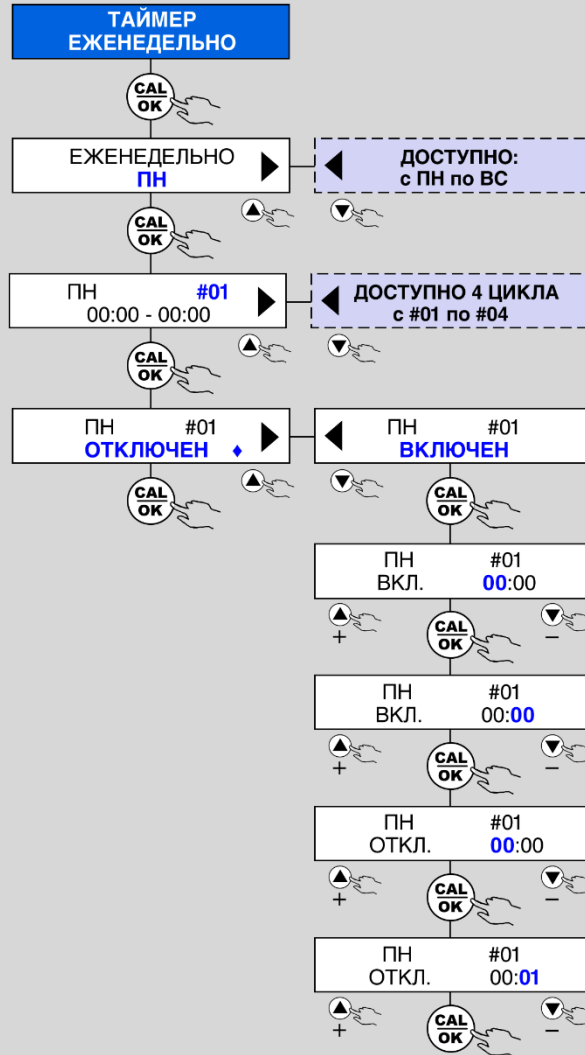 ТАЙМЕР
ЕЖЕНЕДЕЛЬНО
CAL
OK
ЕЖЕНЕДЕЛЬНО
ПН
ДОСТУПНО:
с ПН по ВС
CAL
OK
ПН #01
00:00 - 00:00
ДОСТУПНО 4 ЦИКЛА
с #01 по #04
CAL
OK
ПН #01
ОТКЛЮЧЕН ♦
ПН #01
ВКЛЮЧЕН
CAL
OK
CAL
OK
ПН #01
ВКЛ. 00:00
+ CAL –
OK
ПН #01
ВКЛ. 00:00
+ CAL –
OK
ПН #01
ОТКЛ. 00:00
+ CAL –
OK
ПН #01
ОТКЛ. 00:01
+ CAL –
OK